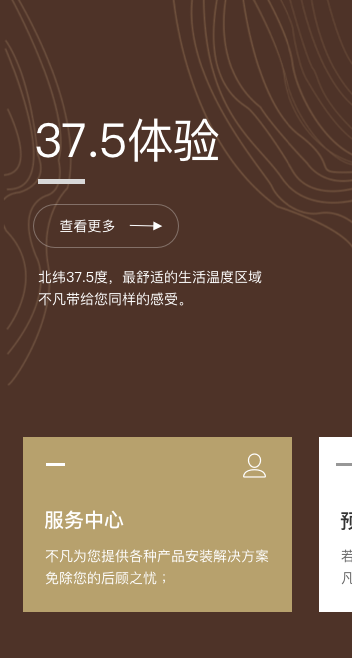 37.5体验
查看更多
北纬37.5度，最舒适的生活温度区域
不凡带给您同样的感受。
服务中心
不凡为您提供各种产品安装解决方案
免除您的后顾之忧；
预
若
凡